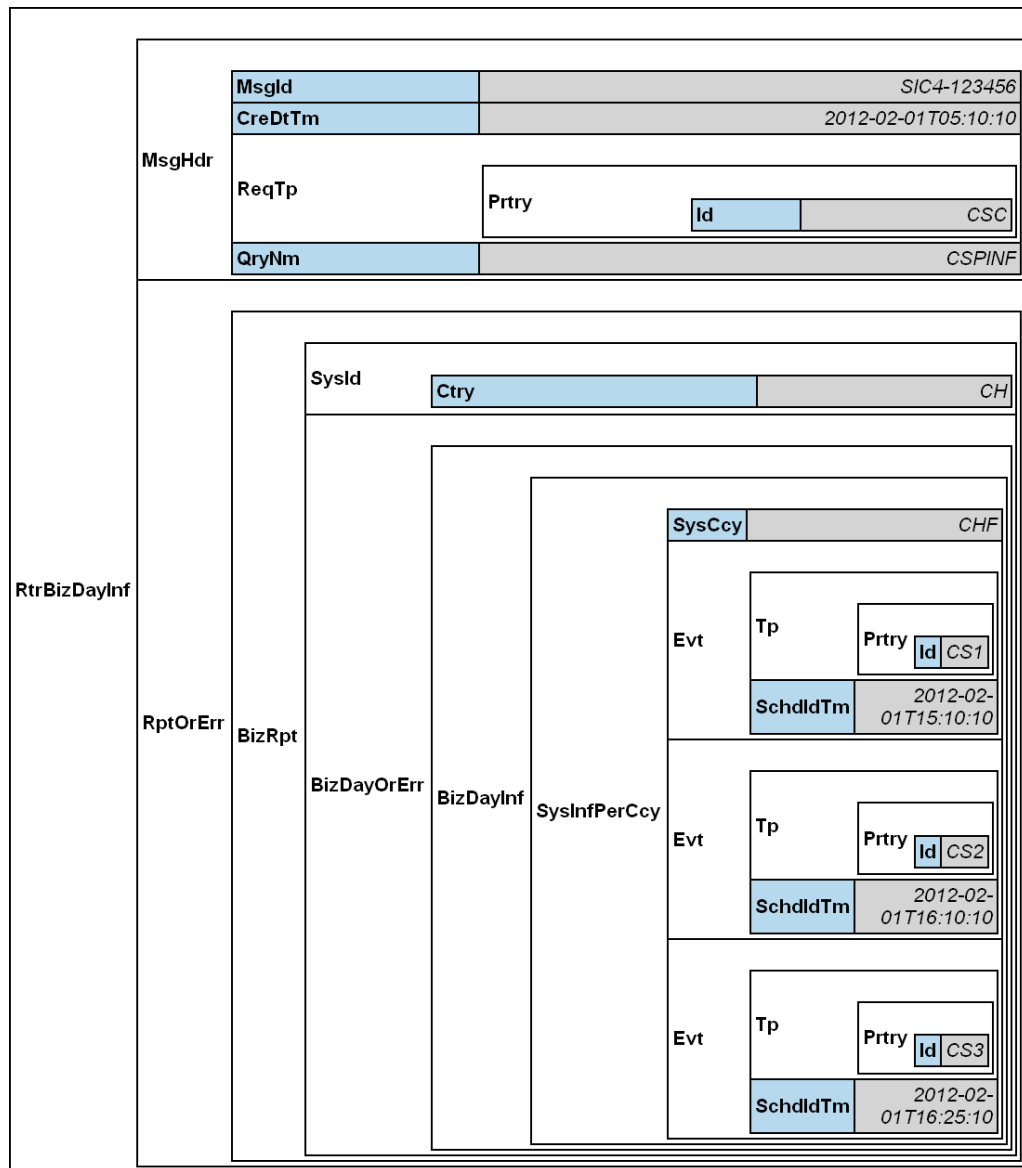 MsgId SIC4-123456
CreDtTm 2012-02-01T05:10:10
MsgHdr
ReqTp
Prtry
Id CSC
QryNm CSPINF
SysId
Ctry CH
SysCcy CHF
RtrBizDayInf
Evt
Tp
Prtry
Id CS1
SchdldTm 2012-02-
01T15:10:10
RptOrErr
BizRpt
BizDayOrErr
BizDayInf
SysInfPerCcy
Evt
Tp
Prtry
Id CS2
SchdldTm 2012-02-
01T16:10:10
Evt
Tp
Prtry
Id CS3
SchdldTm 2012-02-
01T16:25:10